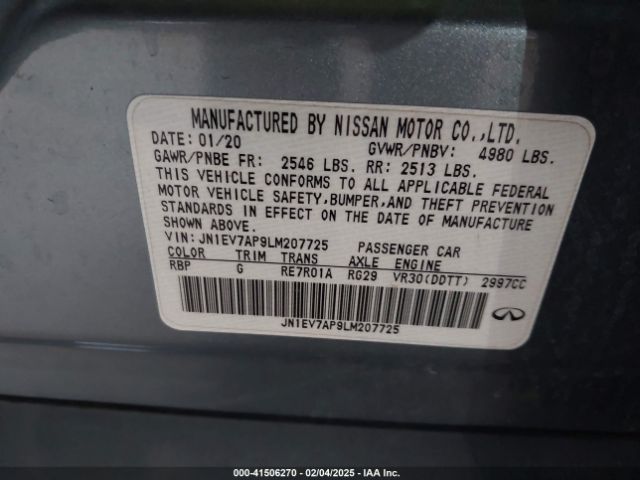 MANUFACTURED BY NISSAN MOTOR CO.,LTD.
DATE: 01/20 GVWR/PNBV: 4980 LBS.
GAWR/PNBE FR: 2546 LBS. RR: 2513 LBS.
THIS VEHICLE CONFORMS TO ALL APPLICABLE FEDERAL
MOTOR VEHICLE SAFETY,BUMPER,AND THEFT PREVENTION
STANDARDS IN EFFECT ON THE DATE OF MANUFACTURE
SHOWN ABOVE.
VIN: JN1EV7AP9LM207725 PASSENGER CAR
COLOR TRIM TRANS AXLE ENGINE
RBP G RE7R01A RG29 VR30(DDTT) 2997CC
JN1EV7AP9LM207725
INFINITI
000-41506270 - 02/04/2025 - IAA Inc.